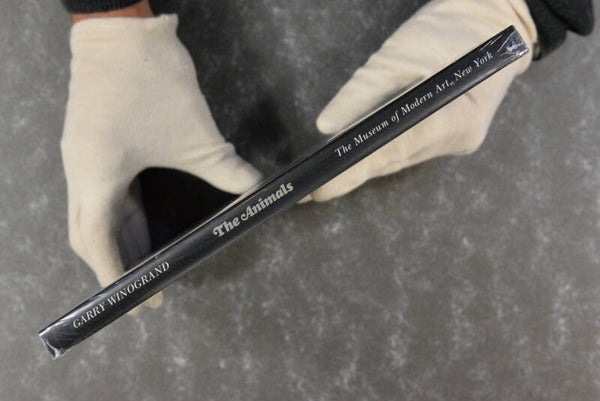 GARRY WINOGRAND The Animals The Museum of Modern Art, New York